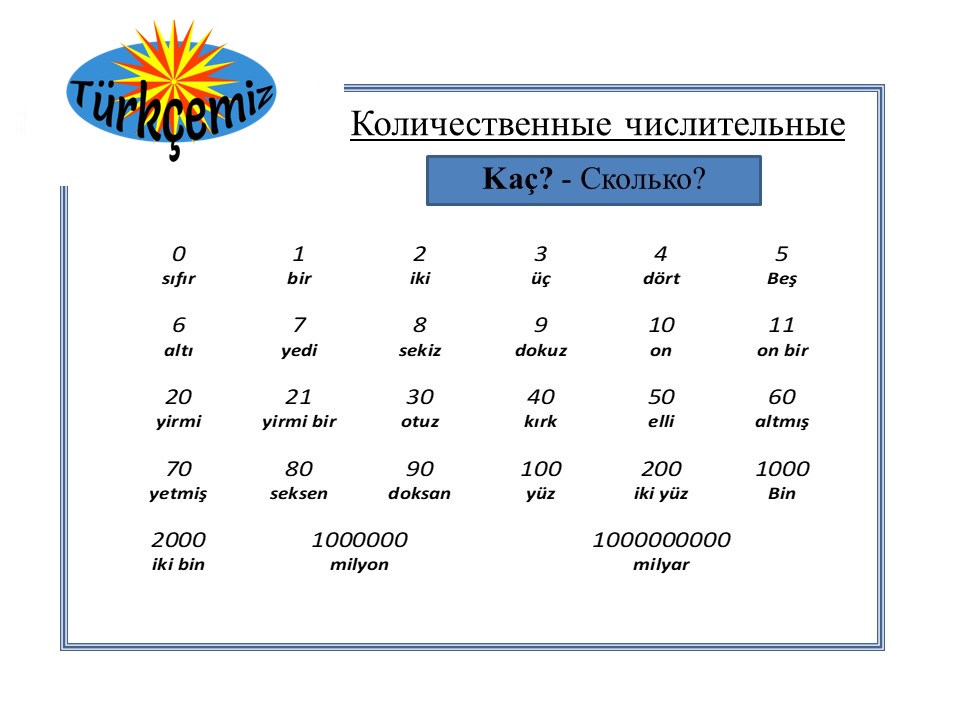 Türkçemiz
Количественные числительные
Kaç? - Сколько?
0 1 2 3 4 5
sıfır bir iki üç dört Beş
6 7 8 9 10 11
altı yedi sekiz dokuz on on bir
20 21 30 40 50 60
yirmi yirmi bir otuz kırk elli altmış
70 80 90 100 200 1000
yetmiş seksen doksan yüz iki yüz Bin
2000 1000000 1000000000
iki bin milyon milyar